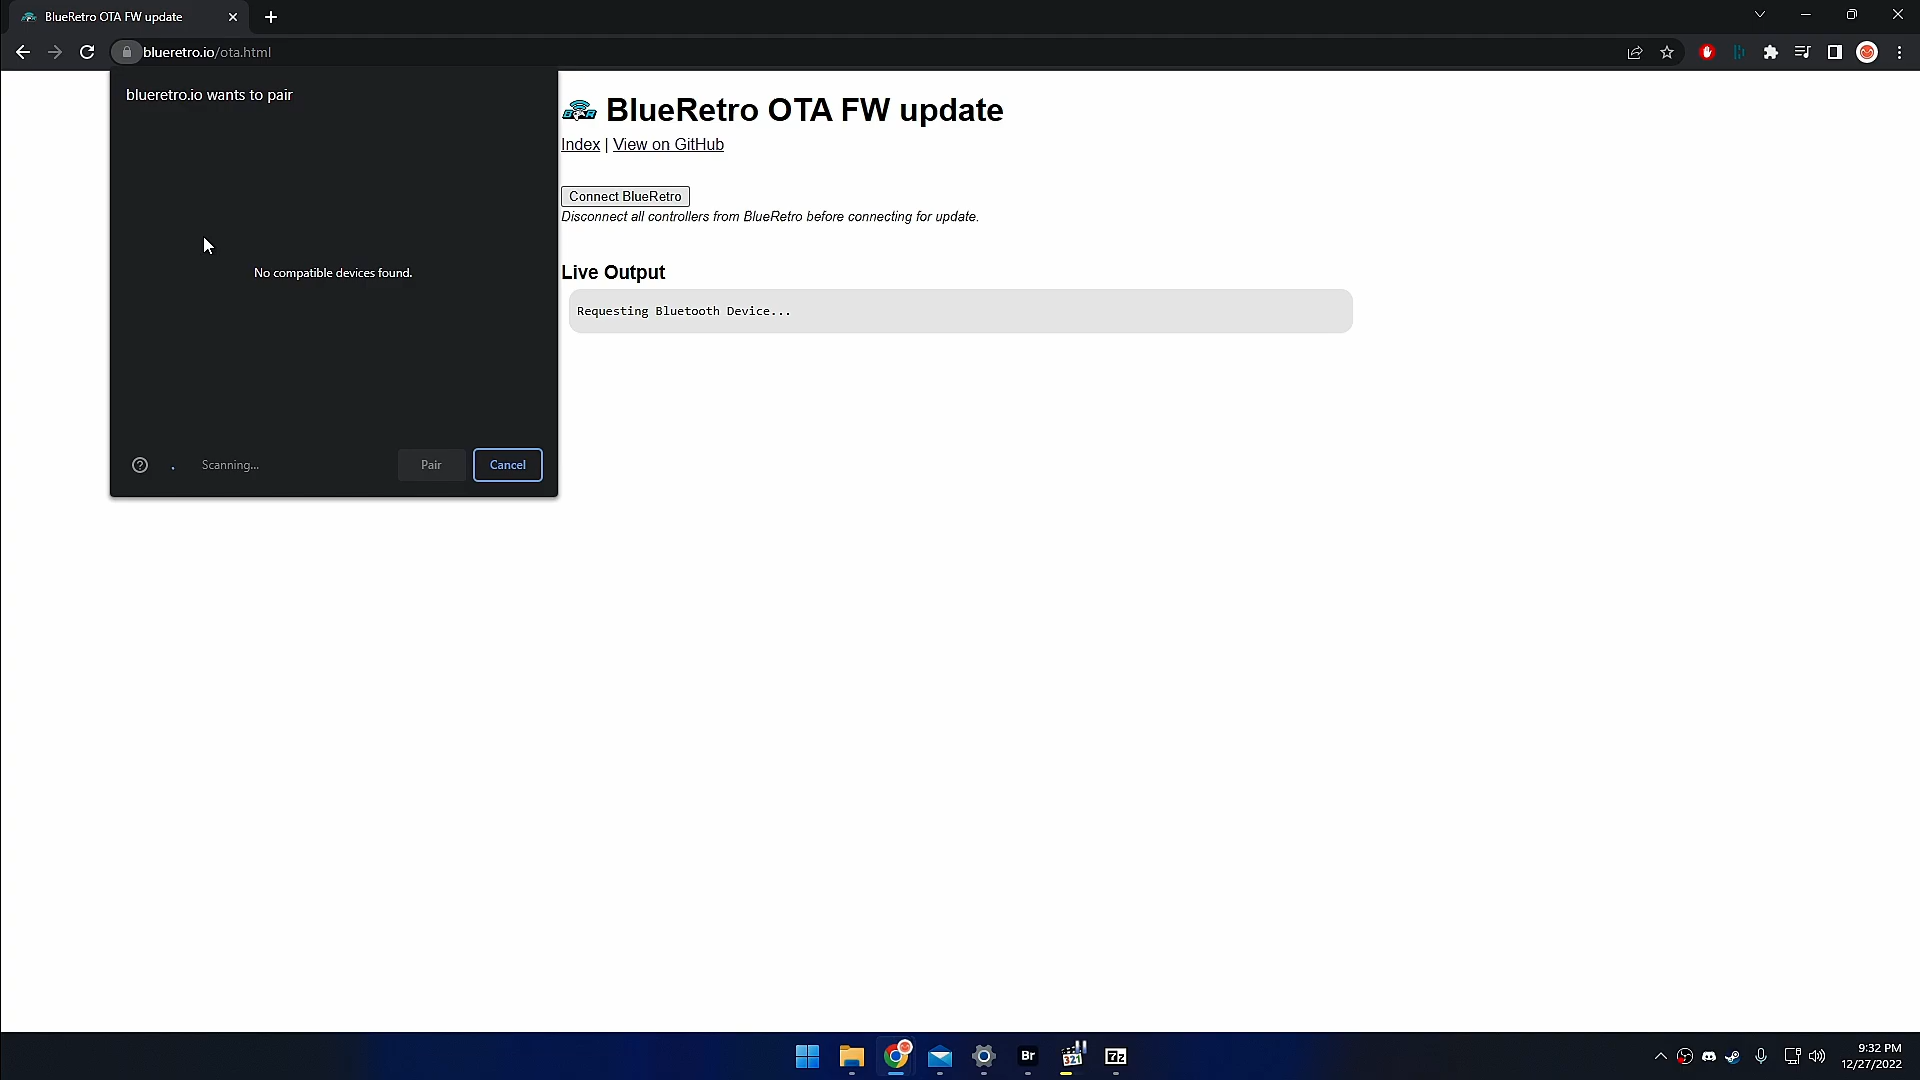 BlueRetro OTA FW update
blueretro.io/ota.html
blueretro.io wants to pair
No compatible devices found.
Scanning...
Pair
Cancel
BlueRetro OTA FW update
Index | View on GitHub
Connect BlueRetro
Disconnect all controllers from BlueRetro before connecting for update.
Live Output
Requesting Bluetooth Device...
Br
321
7z
9:32 PM
12/27/2022